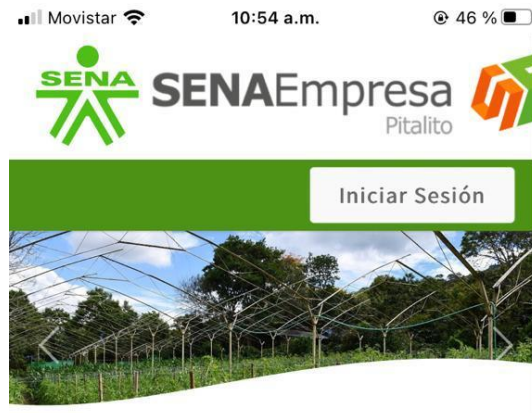 Movistar 10:54 a.m. 46 %
SENA
SENAEmpresa
Pitalito
Iniciar Sesión